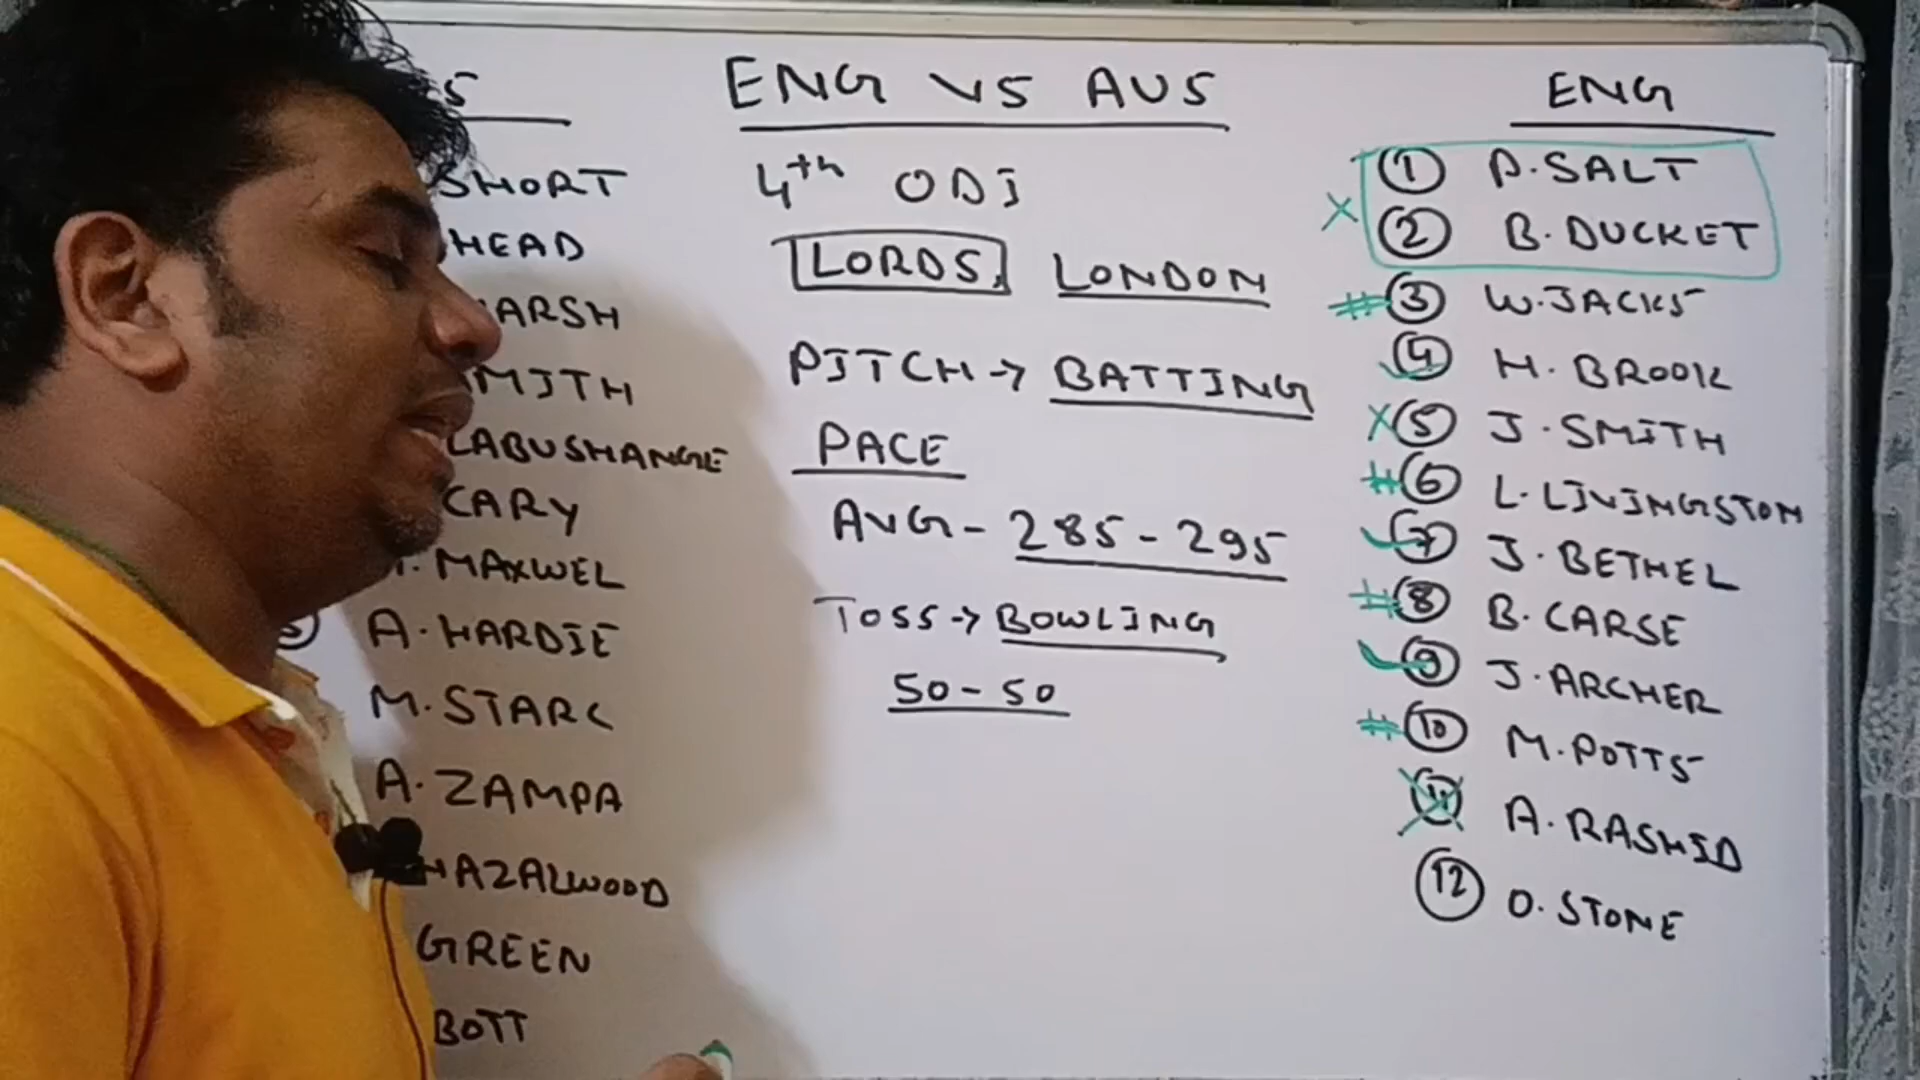 ENG VS AUS
4th ODI
LORDS, LONDON
PITCH → BATTING
PACE
AVG - 285 - 295
TOSS → BOWLING
50 - 50
S
SHORT
HEAD
ARSH
MITH
LABUSHANGE
CARY
MAXWEL
A. HARDIE
M. STARC
A. ZAMPA
HAZALWOOD
GREEN
BOTT
ENG
1 P. SALT
X
2 B. DUCKET
# 3 W. JACKS
4 H. BROOK
X 5 J. SMITH
# 6 L. LIVINGSTON
7 J. BETHEL
# 8 B. CARSE
9 J. ARCHER
# 10 M. POTTS
11 A. RASHID
12 O. STONE